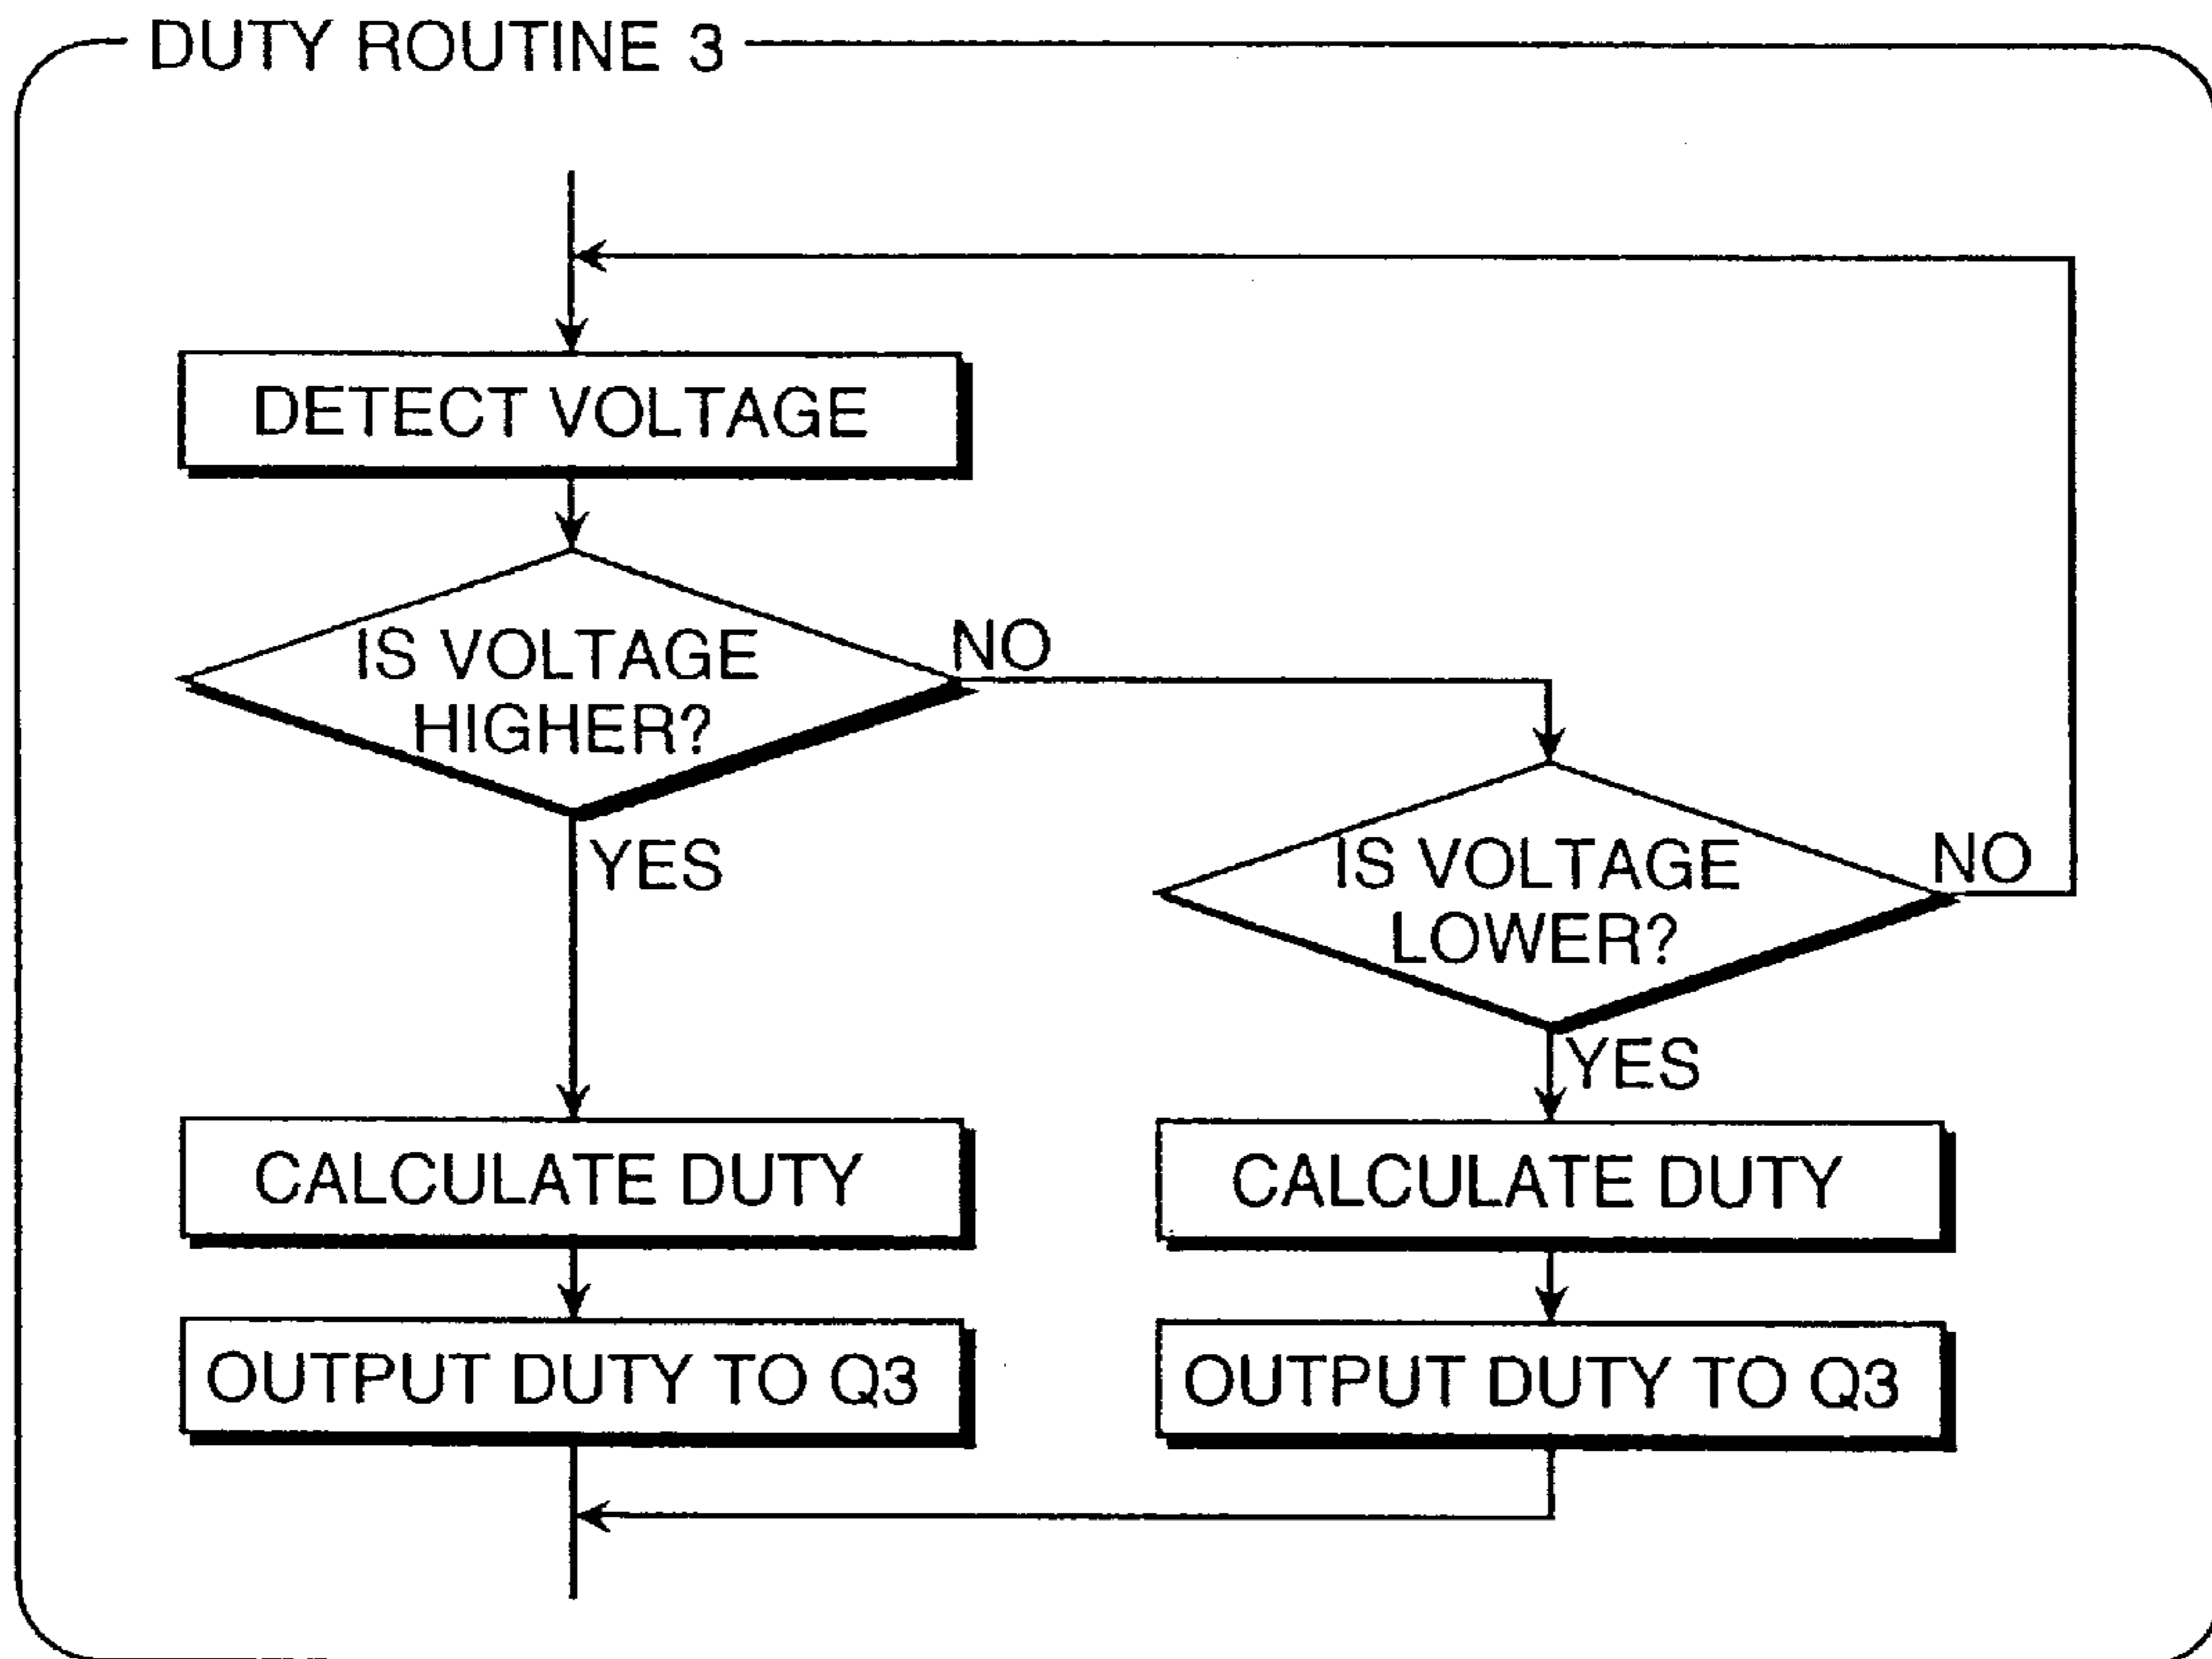 DUTY ROUTINE 3
DETECT VOLTAGE
IS VOLTAGE
HIGHER?
NO
YES
IS VOLTAGE
LOWER?
NO
YES
CALCULATE DUTY
OUTPUT DUTY TO Q3
CALCULATE DUTY
OUTPUT DUTY TO Q3